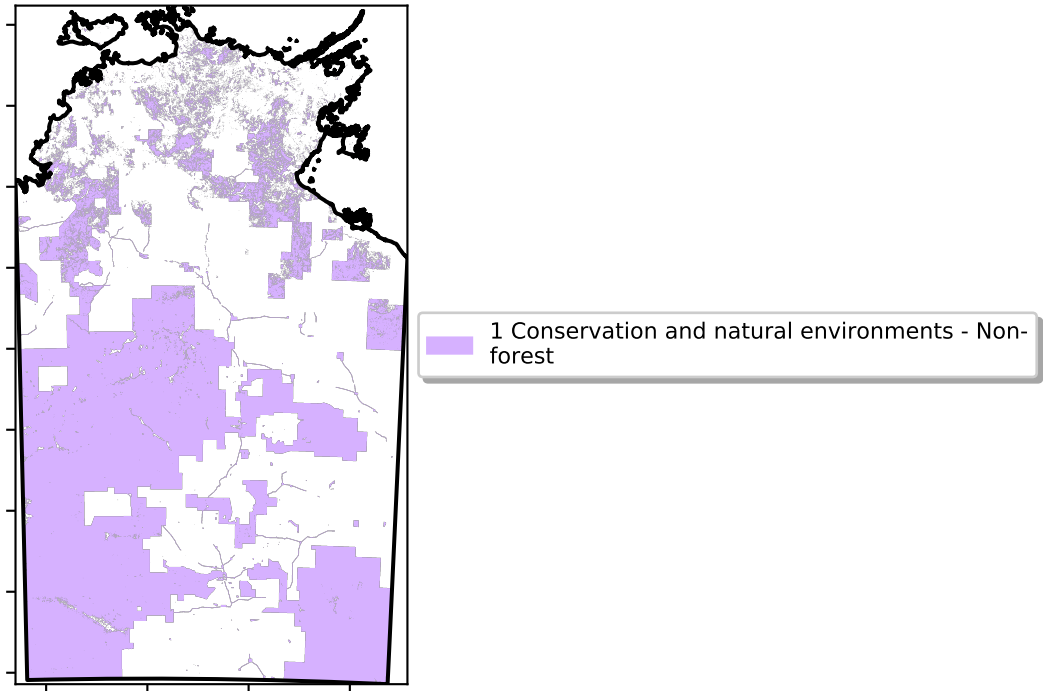 1 Conservation and natural environments - Non-
forest